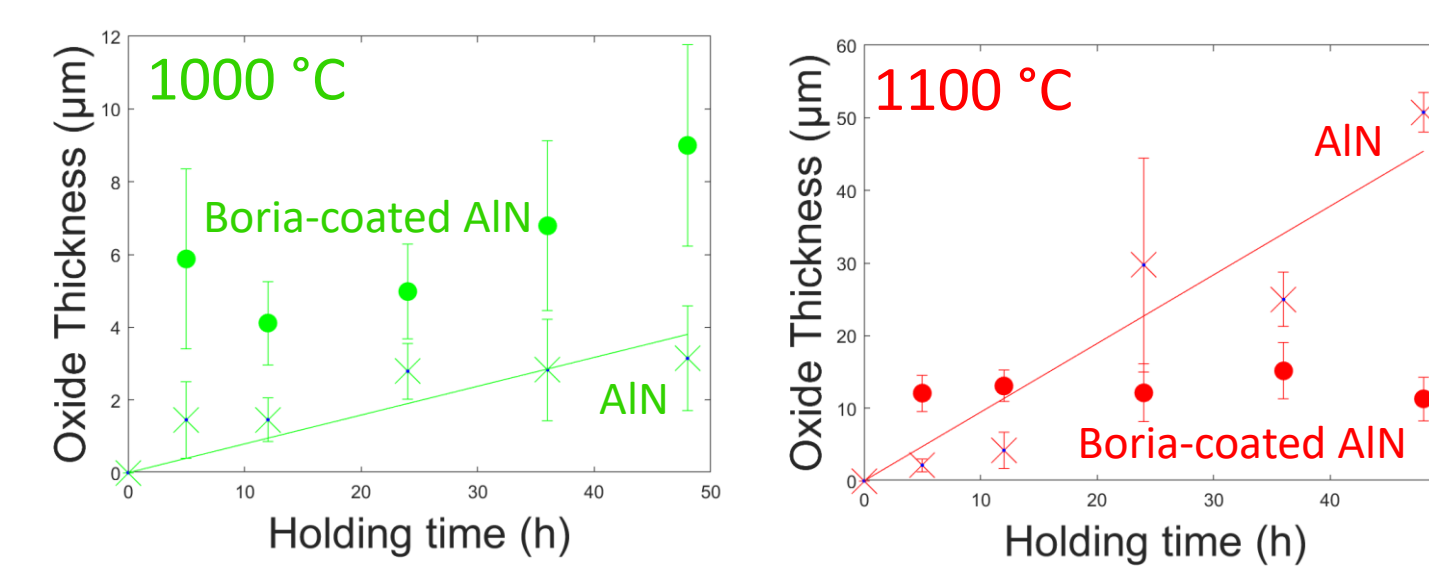 1000 °C
Oxide Thickness (μm)
12
10
8
6
4
2
0
Boria-coated AlN
AlN
0 10 20 30 40 50
Holding time (h)
1100 °C
Oxide Thickness (μm)
60
50
40
30
20
10
0
AlN
Boria-coated AlN
0 10 20 30 40
Holding time (h)